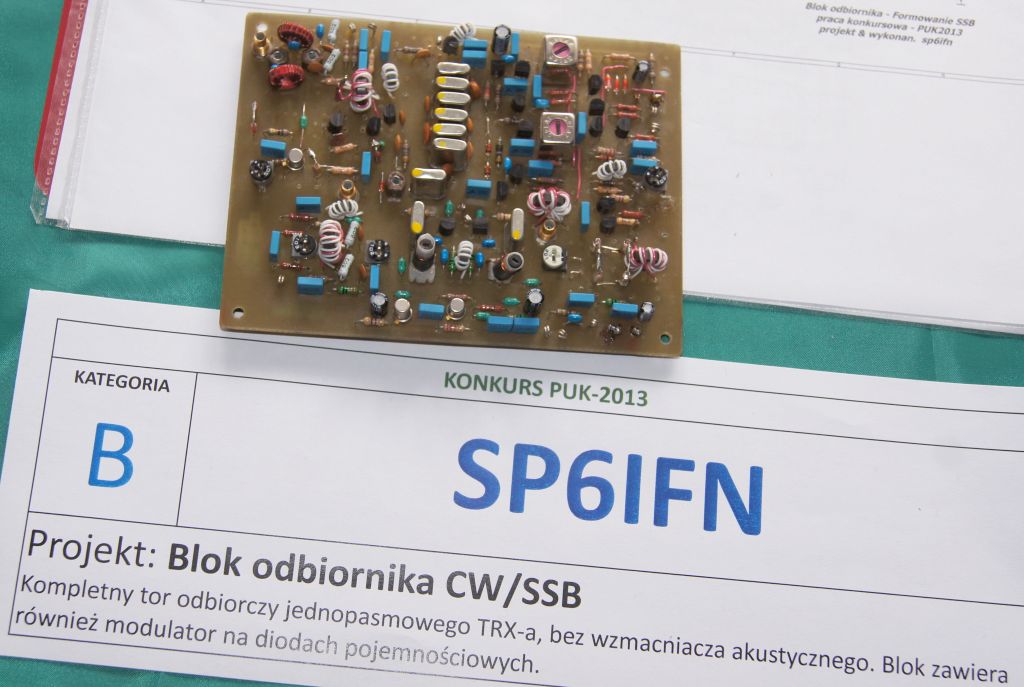 Blok odbiornika - Formowanie SSB
praca konkursowa - PUK2013
projekt & wykonan. sp6ifn
KONKURS PUK-2013
KATEGORIA
B
SP6IFN
Projekt: Blok odbiornika CW/SSB
Kompletny tor odbiorczy jednopasmowego TRX-a, bez wzmacniacza akustycznego. Blok zawiera
również modulator na diodach pojemnościowych.